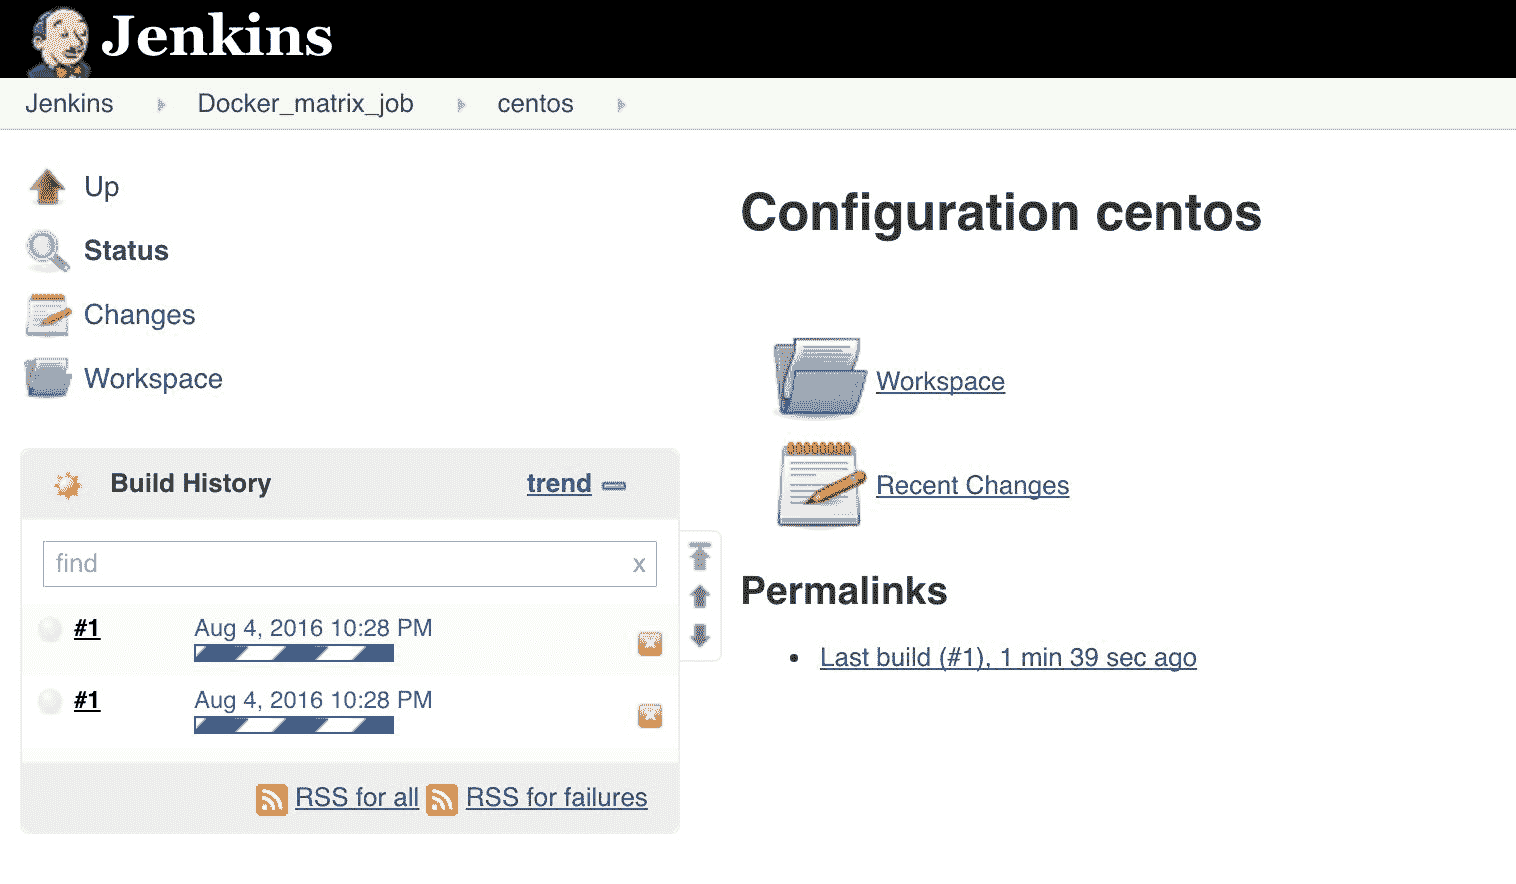 Jenkins
Jenkins Docker_matrix_job centos
Up
Status
Changes
Workspace
Build History trend
find x
#1 Aug 4, 2016 10:28 PM
#1 Aug 4, 2016 10:28 PM
RSS for all RSS for failures
Configuration centos
Workspace
Recent Changes
Permalinks
Last build (#1), 1 min 39 sec ago